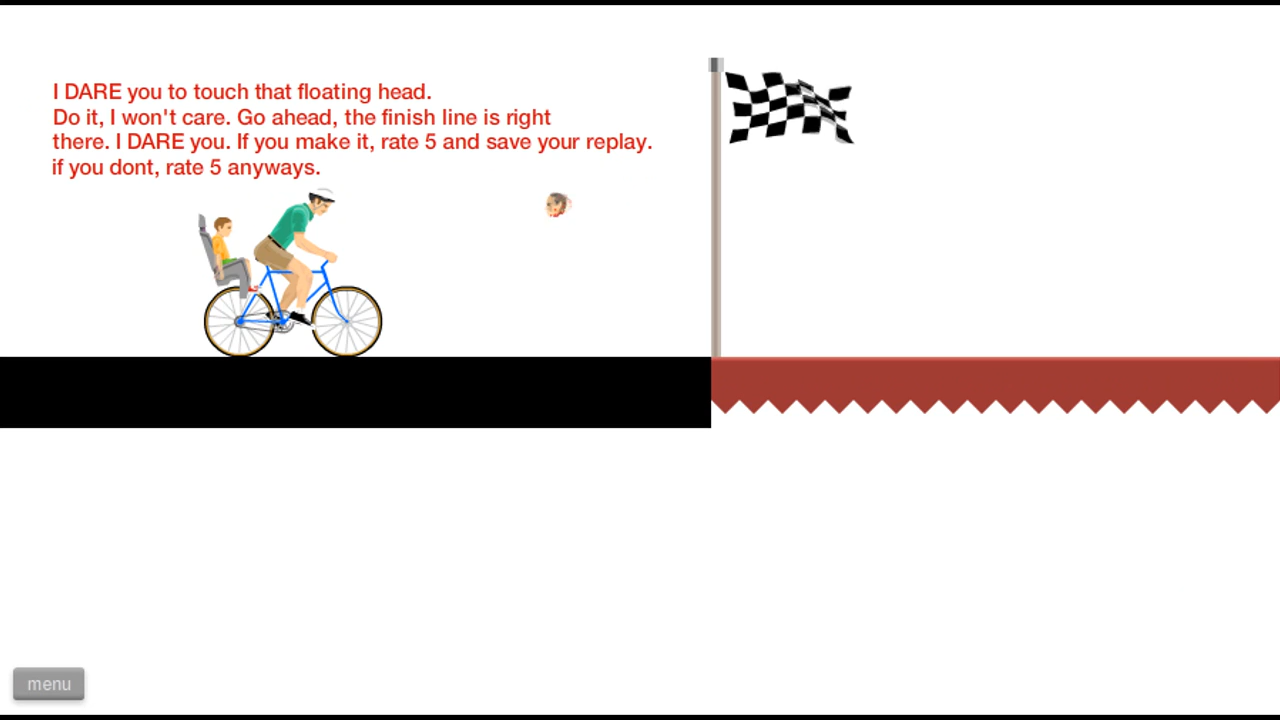 I DARE you to touch that floating head.
Do it, I won't care. Go ahead, the finish line is right
there. I DARE you. If you make it, rate 5 and save your replay.
if you dont, rate 5 anyways.
menu